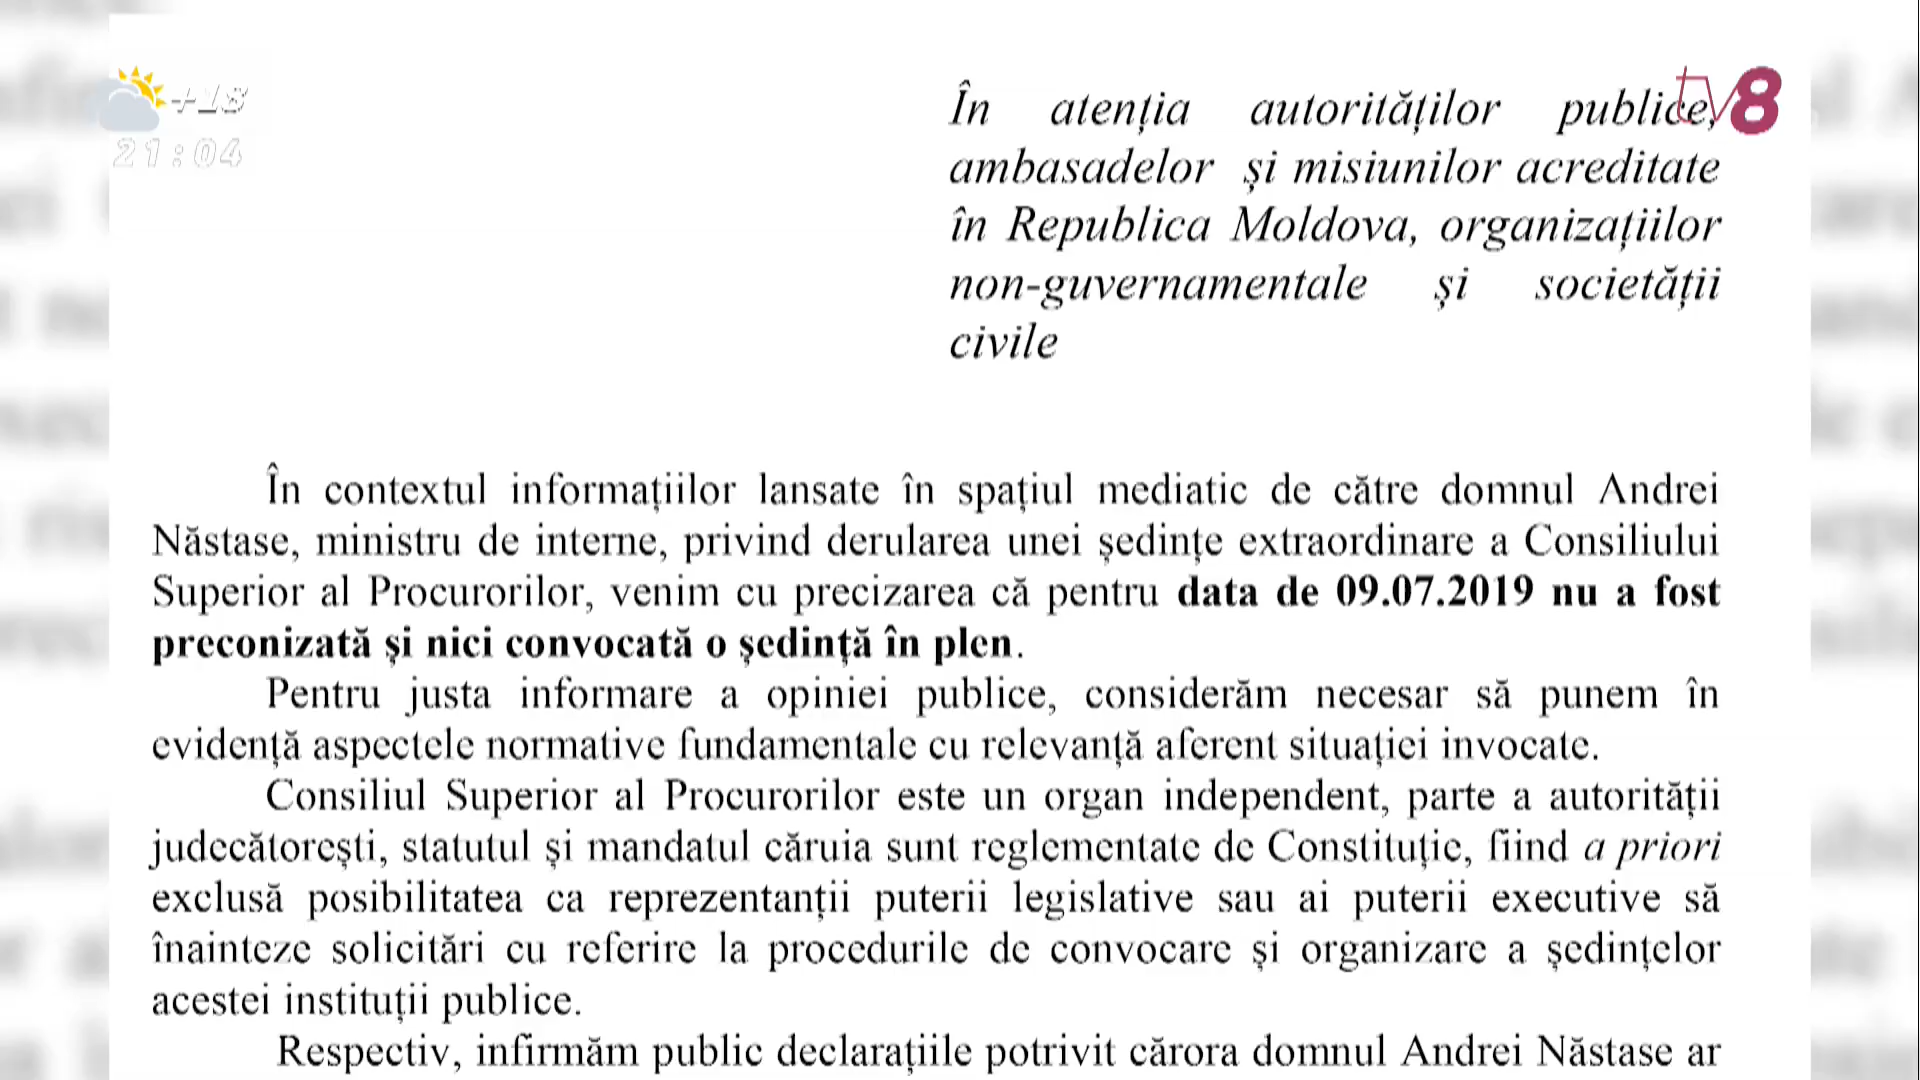 +18
21:04
tv8
În atenția autorităților publice,
ambasadelor și misiunilor acreditate
în Republica Moldova, organizațiilor
non-guvernamentale și societății
civile
În contextul informațiilor lansate în spațiul mediatic de către domnul Andrei
Năstase, ministru de interne, privind derularea unei ședințe extraordinare a Consiliului
Superior al Procurorilor, venim cu precizarea că pentru data de 09.07.2019 nu a fost
preconizată și nici convocată o ședință în plen.
Pentru justa informare a opiniei publice, considerăm necesar să punem în
evidență aspectele normative fundamentale cu relevanță aferent situației invocate.
Consiliul Superior al Procurorilor este un organ independent, parte a autorității
judecătorești, statutul și mandatul căruia sunt reglementate de Constituție, fiind a priori
exclusă posibilitatea ca reprezentanții puterii legislative sau ai puterii executive să
înainteze solicitări cu referire la procedurile de convocare și organizare a ședințelor
acestei instituții publice.
Respectiv, infirmăm public declarațiile potrivit cărora domnul Andrei Năstase ar